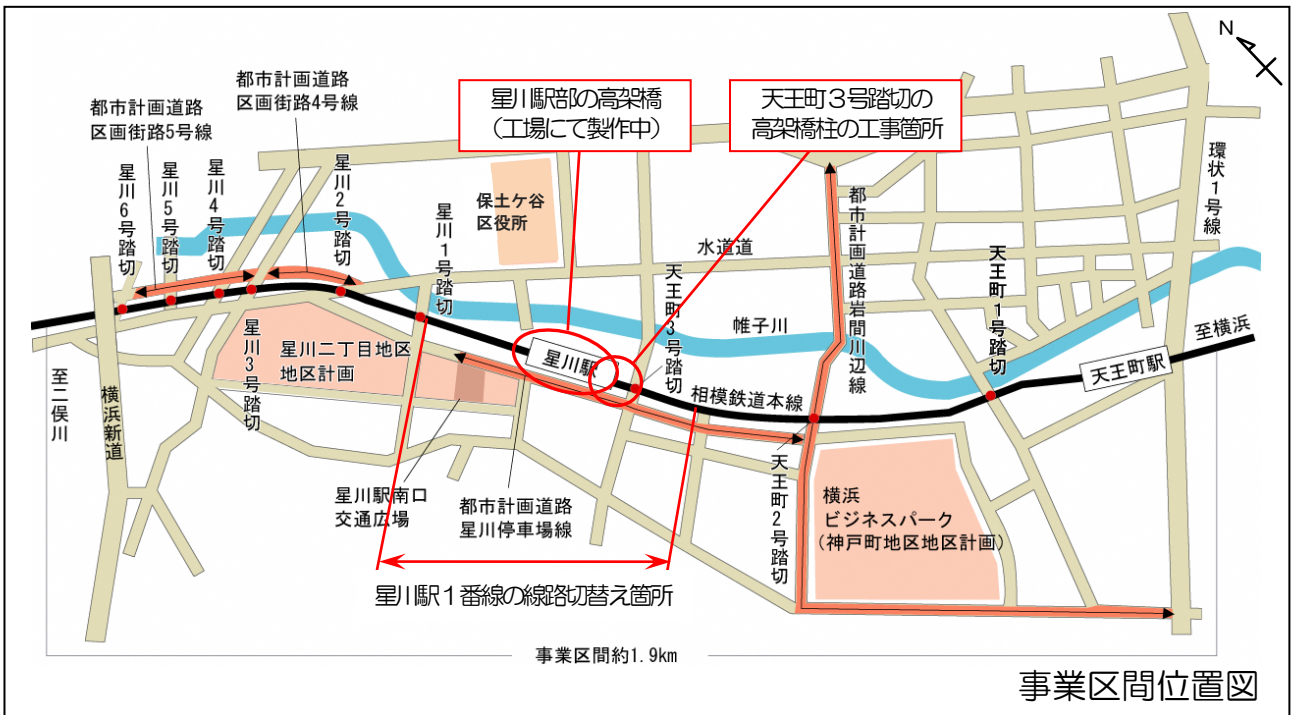 N
星川駅部の高架橋
（工場にて製作中）
天王町３号踏切の
高架橋柱の工事箇所
都市計画道路
区画街路4号線
都市計画道路
区画街路5号線
環状1号線
星川6号踏切
星川5号踏切
星川4号踏切
星川2号踏切
星川1号踏切
保土ケ谷
区役所
水道道
都市計画道路岩間川辺線
天王町3号踏切
天王町1号踏切
帷子川
至横浜
天王町駅
星川駅
相模鉄道本線
星川3号踏切
星川二丁目地区
地区計画
至二俣川
横浜新道
星川駅南口
交通広場
都市計画道路
星川停車場線
天王町2号踏切
横浜
ビジネスパーク
(神戸町地区地区計画)
星川駅１番線の線路切替え箇所
事業区間約1.9km
事業区間位置図